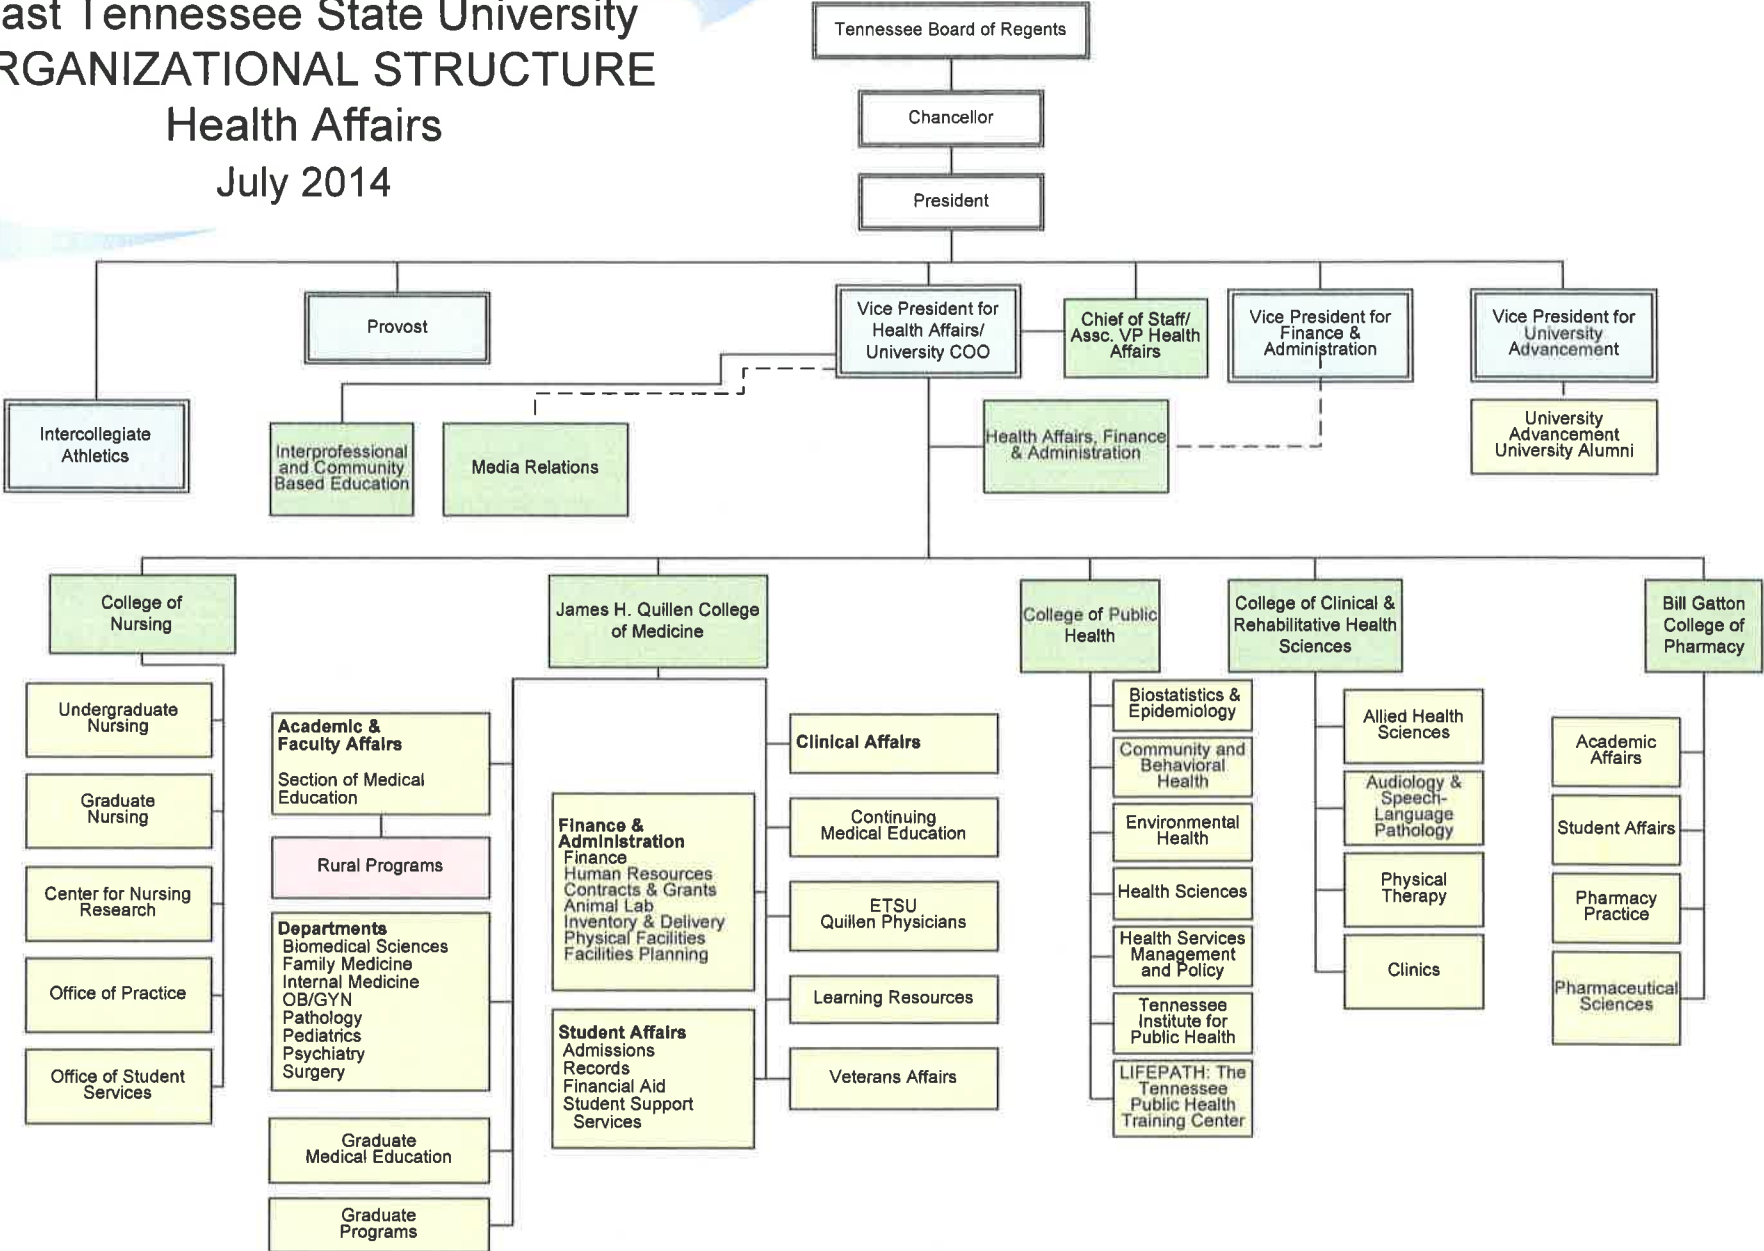 ast Tennessee State University
RGANIZATIONAL STRUCTURE
Health Affairs
July 2014
Tennessee Board of Regents
Chancellor
President
Provost
Vice President for
Health Affairs/
University COO
Chief of Staff/
Assc. VP Health
Affairs
Vice President for
Finance &
Administration
Vice President for
University
Advancement
Intercollegiate
Athletics
Interprofessional
and Community
Based Education
Media Relations
Health Affairs, Finance
& Administration
University
Advancement
University Alumni
College of
Nursing
James H. Quillen College
of Medicine
College of Public
Health
College of Clinical &
Rehabilitative Health
Sciences
Bill Gatton
College of
Pharmacy
Undergraduate
Nursing
Graduate
Nursing
Center for Nursing
Research
Office of Practice
Office of Student
Services
Academic &
Faculty Affairs
Section of Medical
Education
Rural Programs
Departments
Biomedical Sciences
Family Medicine
Internal Medicine
OB/GYN
Pathology
Pediatrics
Psychiatry
Surgery
Graduate
Medical Education
Graduate
Programs
Finance &
Administration
Finance
Human Resources
Contracts & Grants
Animal Lab
Inventory & Delivery
Physical Facilities
Facilities Planning
Student Affairs
Admissions
Records
Financial Aid
Student Support
Services
Clinical Affairs
Continuing
Medical Education
ETSU
Quillen Physicians
Learning Resources
Veterans Affairs
Biostatistics &
Epidemiology
Community and
Behavioral
Health
Environmental
Health
Health Sciences
Health Services
Management
and Policy
Tennessee
Institute for
Public Health
LIFEPATH: The
Tennessee
Public Health
Training Center
Allied Health
Sciences
Audiology &
Speech-
Language
Pathology
Physical
Therapy
Clinics
Academic
Affairs
Student Affairs
Pharmacy
Practice
Pharmaceutical
Sciences